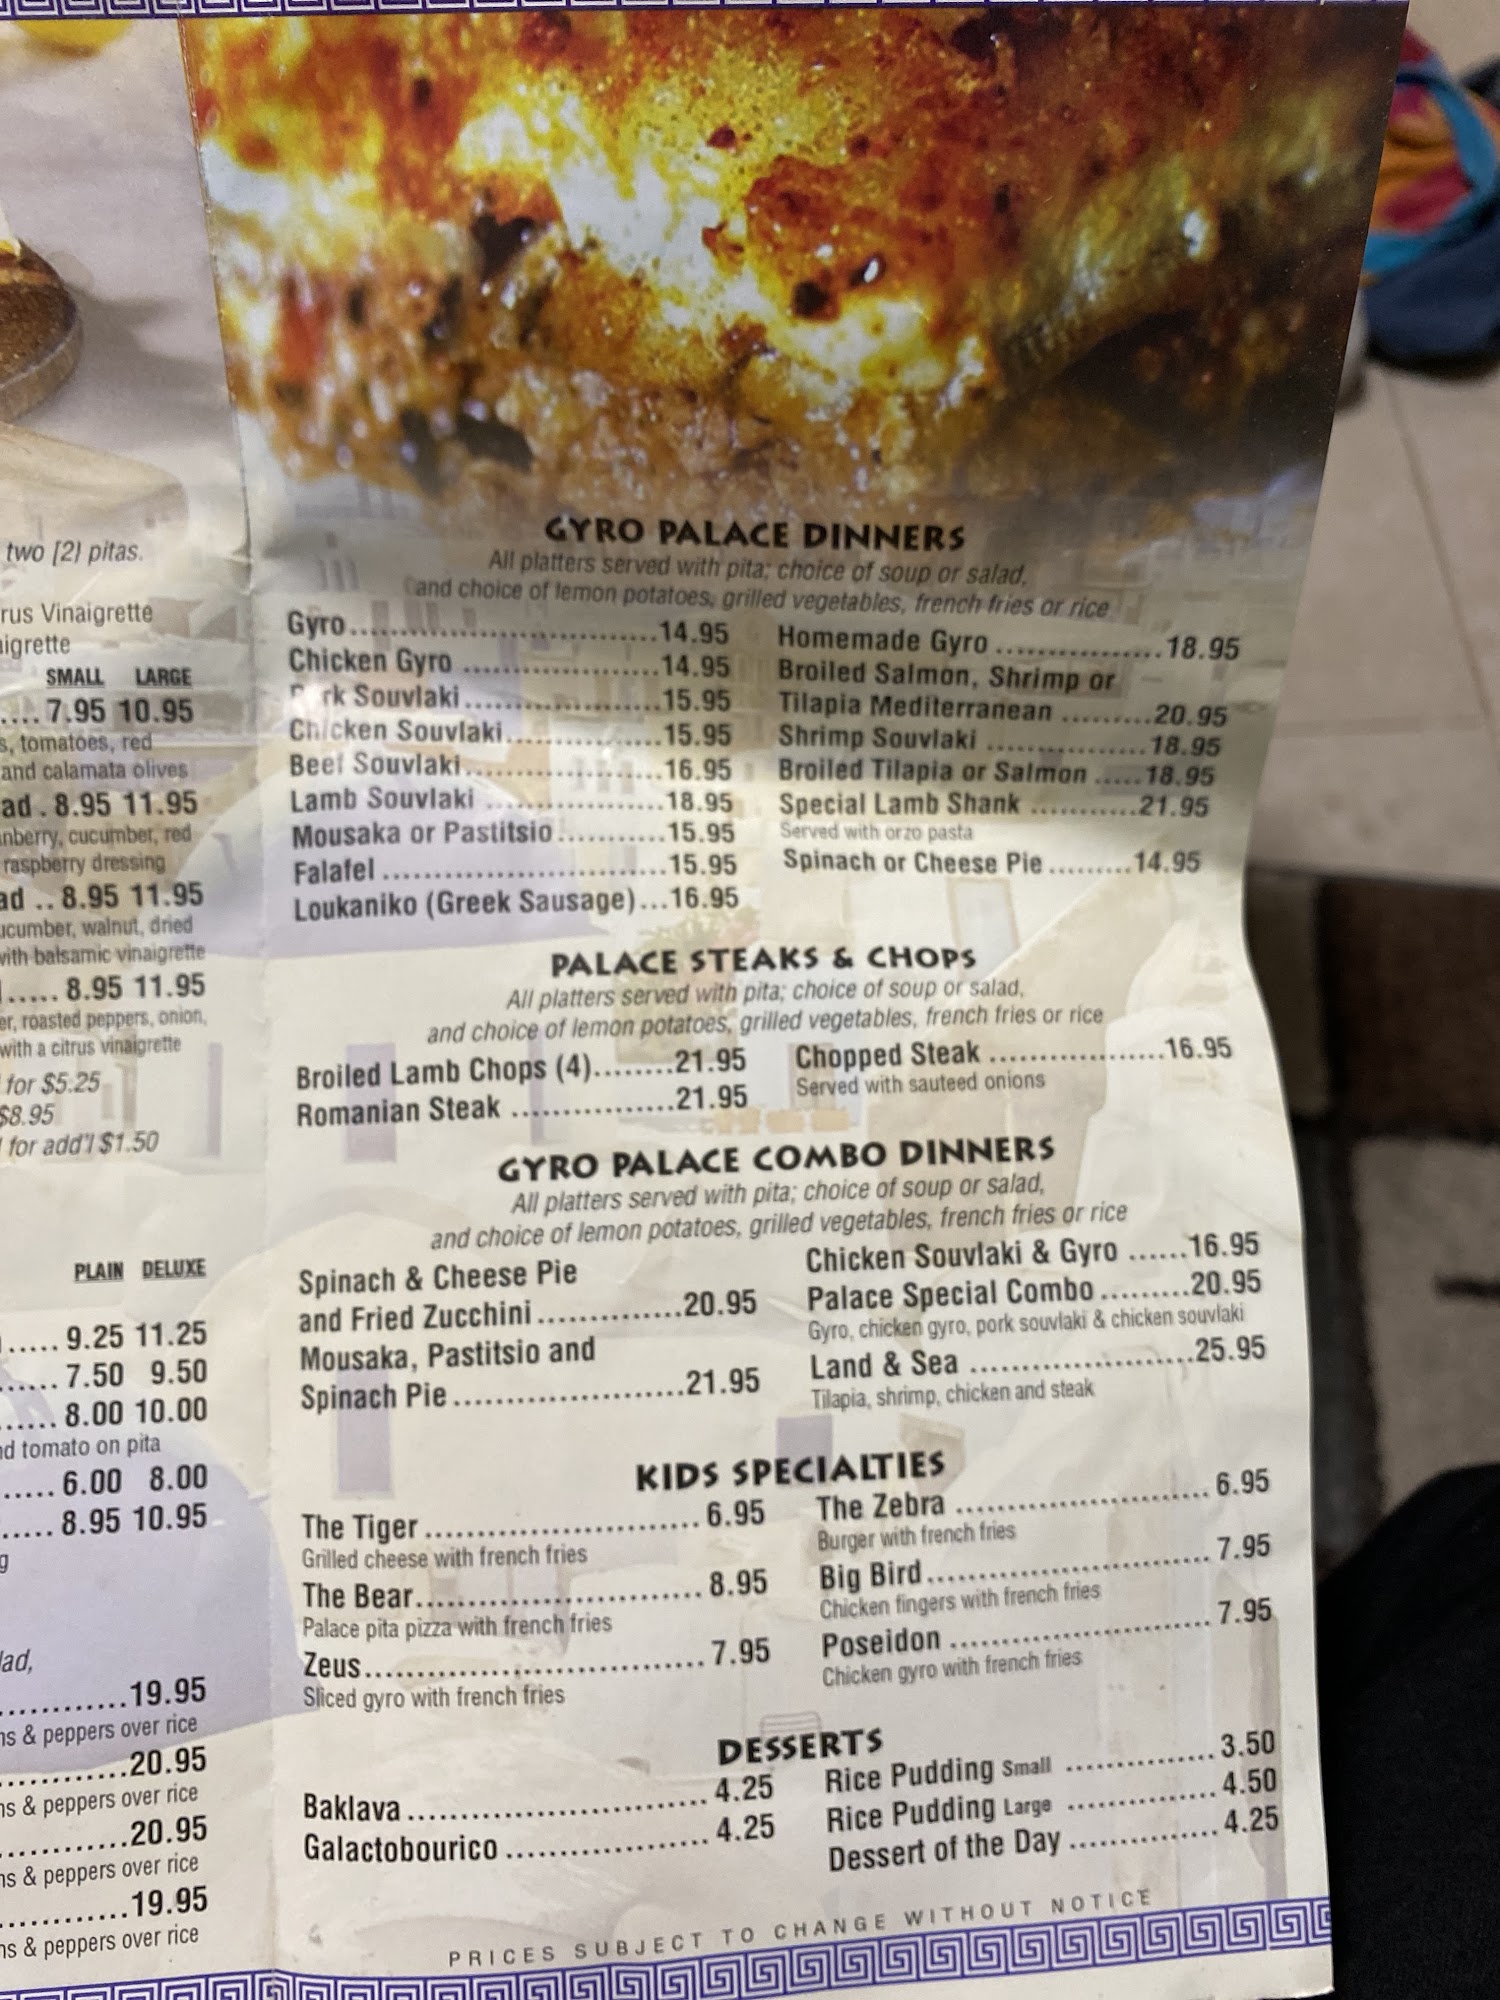 two (2) pitas.
Vinaigrette
SMALL LARGE
.... 7.95 10.95
tomatoes, red
and calamata olives
. 8.95 11.95
cucumber, red
raspberry dressing
.. 8.95 11.95
walnut, dried
with balsamic vinaigrette
..... 8.95 11.95
roasted peppers, onion,
with a citrus vinaigrette
for $5.25
$8.95
for add'l $1.50
PLAIN DELUXE
..... 9.25 11.25
...... 7.50 9.50
...... 8.00 10.00
tomato on pita
..... 6.00 8.00
..... 8.95 10.95
............19.95
& peppers over rice
............20.95
& peppers over rice
............20.95
& peppers over rice
............19.95
& peppers over rice
GYRO PALACE DINNERS
All platters served with pita; choice of soup or salad,
and choice of lemon potatoes, grilled vegetables, french fries or rice
Gyro...............................14.95
Chicken Gyro ....................14.95
Souvlaki....................15.95
Chicken Souvlaki................15.95
Beef Souvlaki....................16.95
Lamb Souvlaki ..................18.95
Mousaka or Pastitsio...........15.95
Falafel .............................15.95
Loukaniko (Greek Sausage)...16.95
Homemade Gyro .................18.95
Broiled Salmon, Shrimp or
Tilapia Mediterranean .........20.95
Shrimp Souvlaki ................18.95
Broiled Tilapia or Salmon .....18.95
Special Lamb Shank ...........21.95
Served with orzo pasta
Spinach or Cheese Pie .........14.95
PALACE STEAKS & CHOPS
All platters served with pita; choice of soup or salad,
and choice of lemon potatoes, grilled vegetables, french fries or rice
Broiled Lamb Chops (4)........21.95
Romanian Steak ................21.95
Chopped Steak ..................16.95
Served with sauteed onions
GYRO PALACE COMBO DINNERS
All platters served with pita; choice of soup or salad,
and choice of lemon potatoes, grilled vegetables, french fries or rice
Spinach & Cheese Pie
and Fried Zucchini..............20.95
Mousaka, Pastitsio and
Spinach Pie.......................21.95
Chicken Souvlaki & Gyro ......16.95
Palace Special Combo.........20.95
Gyro, chicken gyro, pork souvlaki & chicken souvlaki
Land & Sea .......................25.95
Tilapia, shrimp, chicken and steak
KIDS SPECIALTIES
The Tiger ........................... 6.95
Grilled cheese with french fries
The Bear............................. 8.95
Palace pita pizza with french fries
Zeus.................................. 7.95
Sliced gyro with french fries
The Zebra .......................... 6.95
Burger with french fries
Big Bird............................. 7.95
Chicken fingers with french fries
Poseidon ........................... 7.95
Chicken gyro with french fries
DESSERTS
Baklava .............................. 4.25
Galactobourico .................... 4.25
Rice Pudding Small ............... 3.50
Rice Pudding Large ............... 4.50
Dessert of the Day ............... 4.25
PRICES SUBJECT TO CHANGE WITHOUT NOTICE